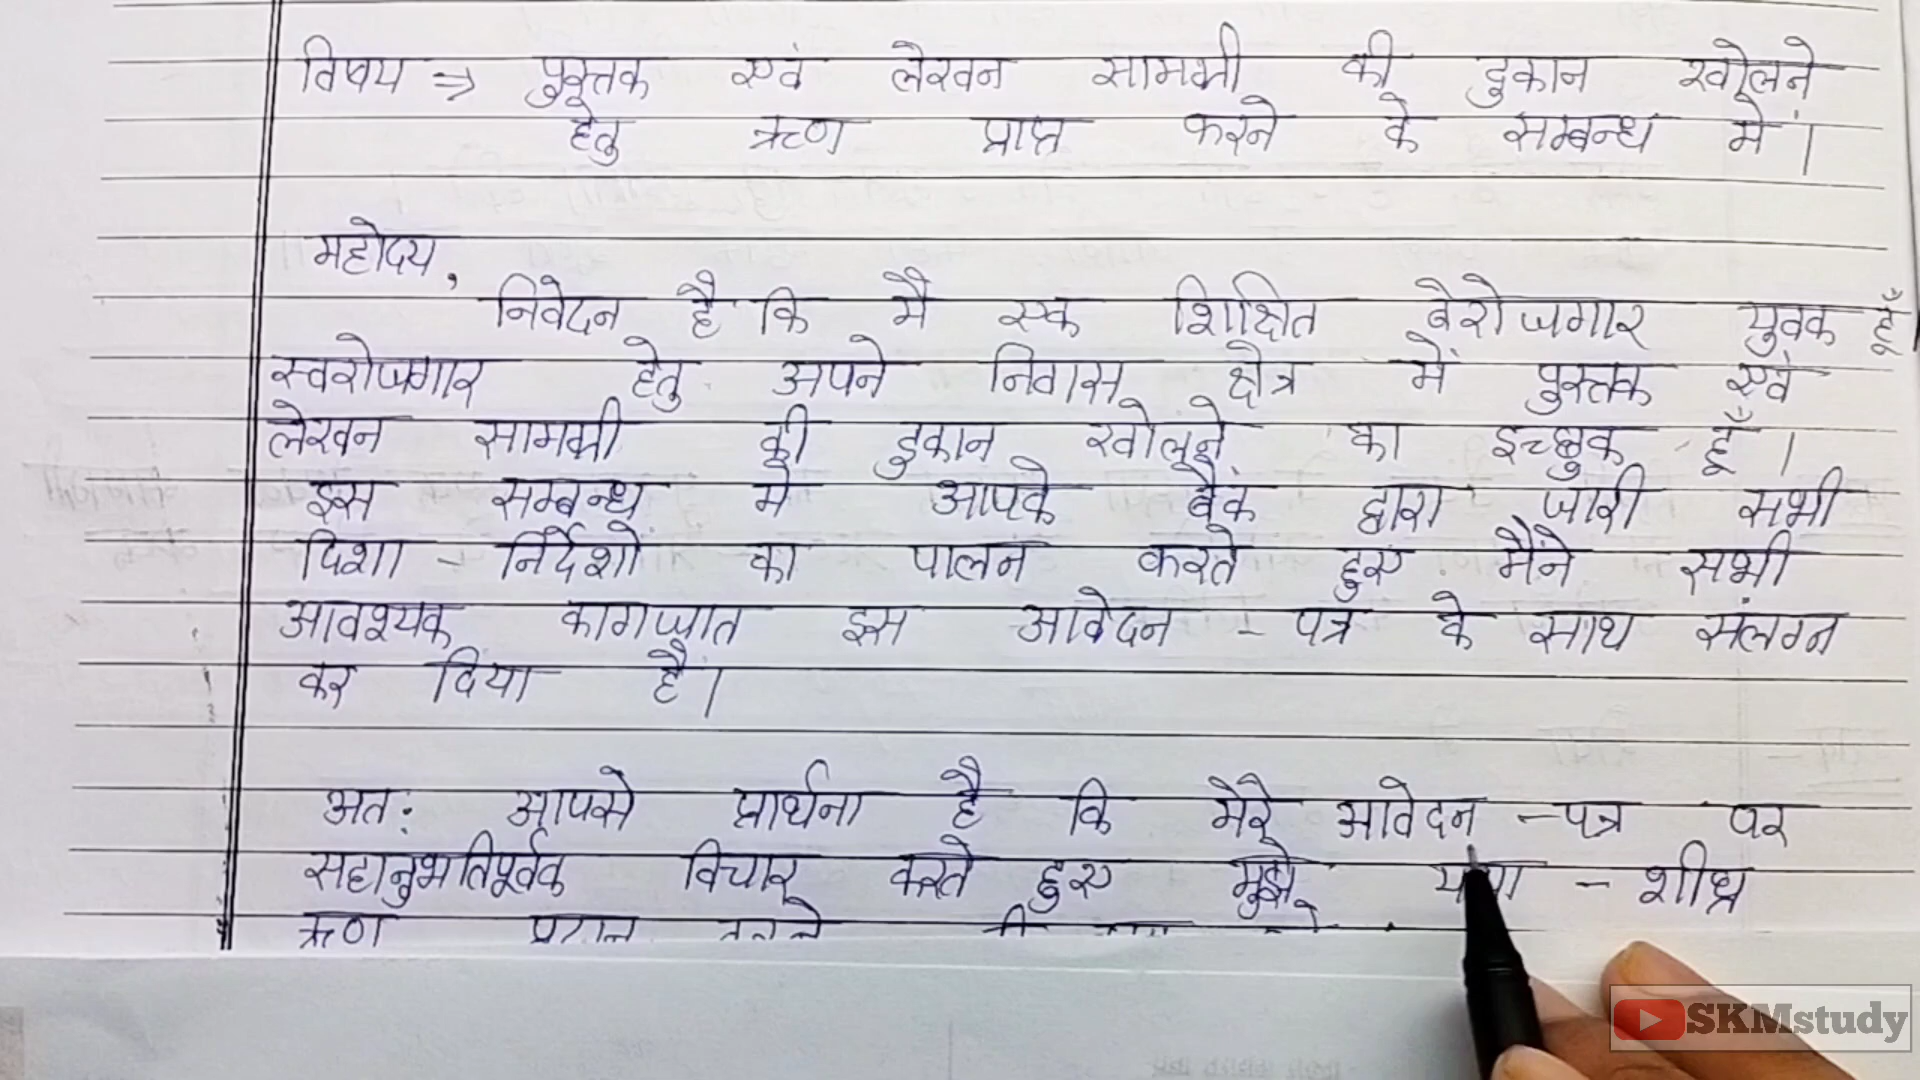 विषय => पुस्तक एवं लेखन सामग्री की दुकान खोलने
हेतु ऋण प्राप्त करने के सम्बन्ध में।
महोदय,
निवेदन है कि मैं एक शिक्षित बेरोजगार युवक हूँ
स्वरोजगार हेतु अपने निवास क्षेत्र में पुस्तक एवं
लेखन सामग्री की दुकान खोलने का इच्छुक हूँ।
इस सम्बन्ध में आपके बैंक द्वारा जारी सभी
दिशा - निर्देशों का पालन करते हुए मैंने सभी
आवश्यक कागजात इस आवेदन - पत्र के साथ संलग्न
कर दिया है।
अत: आपसे प्रार्थना है कि मेरे आवेदन - पत्र पर
सहानुभतिपूर्वक विचार करते हुए मुझे - शीघ्र
ऋण
SKMstudy